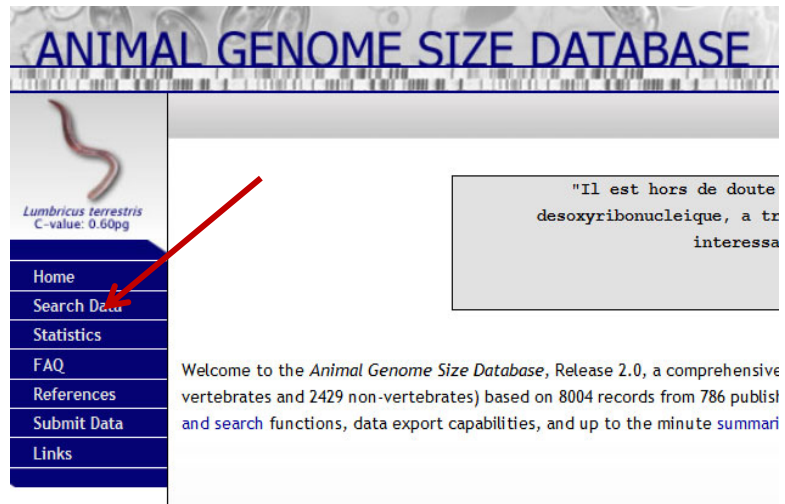 ANIMAL GENOME SIZE DATABASE
Lumbricus terrestris
C-value: 0.60pg
Home
Search Data
Statistics
FAQ
References
Submit Data
Links
"Il est hors de doute
desoxyribonucleique, a tr
interessa
Welcome to the Animal Genome Size Database, Release 2.0, a comprehensive
vertebrates and 2429 non-vertebrates) based on 8004 records from 786 publis
and search functions, data export capabilities, and up to the minute summari